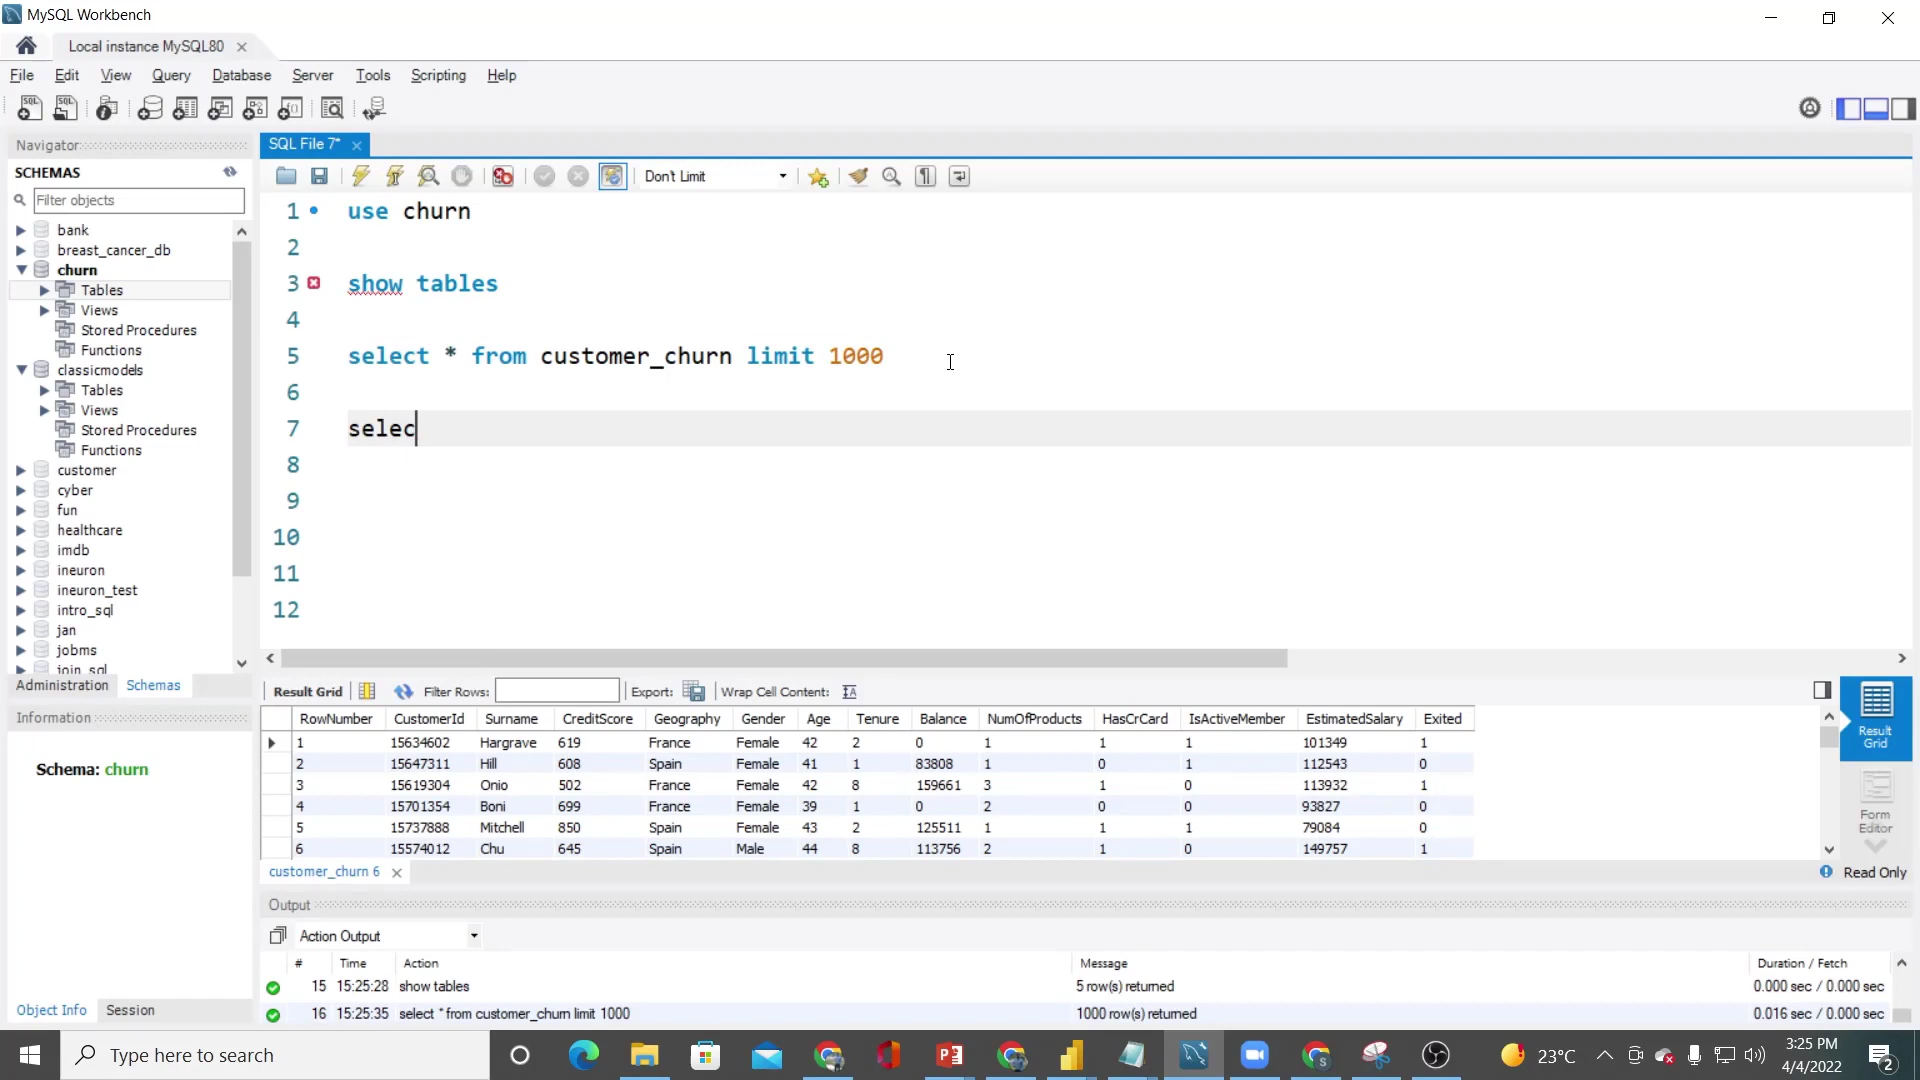 MySQL Workbench
Local instance MySQL80
File Edit View Query Database Server Tools Scripting Help
Navigator
SQL File 7*
SCHEMAS
Don't Limit
Filter objects
bank
breast_cancer_db
churn
Tables
Views
Stored Procedures
Functions
classicmodels
Tables
Views
Stored Procedures
Functions
customer
cyber
fun
healthcare
imdb
ineuron
ineuron_test
intro_sql
jan
jobms
join_sql
Administration Schemas
Information
Schema: churn
Object Info Session
1 use churn
2
3 show tables
4
5 select * from customer_churn limit 1000
6
7 selec
8
9
10
11
12
Result Grid Filter Rows: Export: Wrap Cell Content:
RowNumber CustomerId Surname CreditScore Geography Gender Age Tenure Balance NumOfProducts HasCrCard IsActiveMember EstimatedSalary Exited
1 15634602 Hargrave 619 France Female 42 2 0 1 1 1 101349 1
2 15647311 Hill 608 Spain Female 41 1 83808 1 0 1 112543 0
3 15619304 Onio 502 France Female 42 8 159661 3 1 0 113932 1
4 15701354 Boni 699 France Female 39 1 0 2 0 0 93827 0
5 15737888 Mitchell 850 Spain Female 43 2 125511 1 1 1 79084 0
6 15574012 Chu 645 Spain Male 44 8 113756 2 1 0 149757 1
Result
Grid
Form
Editor
customer_churn 6
Read Only
Output
Action Output
# Time Action Message Duration / Fetch
15 15:25:28 show tables 5 row(s) returned 0.000 sec / 0.000 sec
16 15:25:35 select * from customer_churn limit 1000 1000 row(s) returned 0.016 sec / 0.000 sec
Type here to search
23°C
3:25 PM
4/4/2022
2